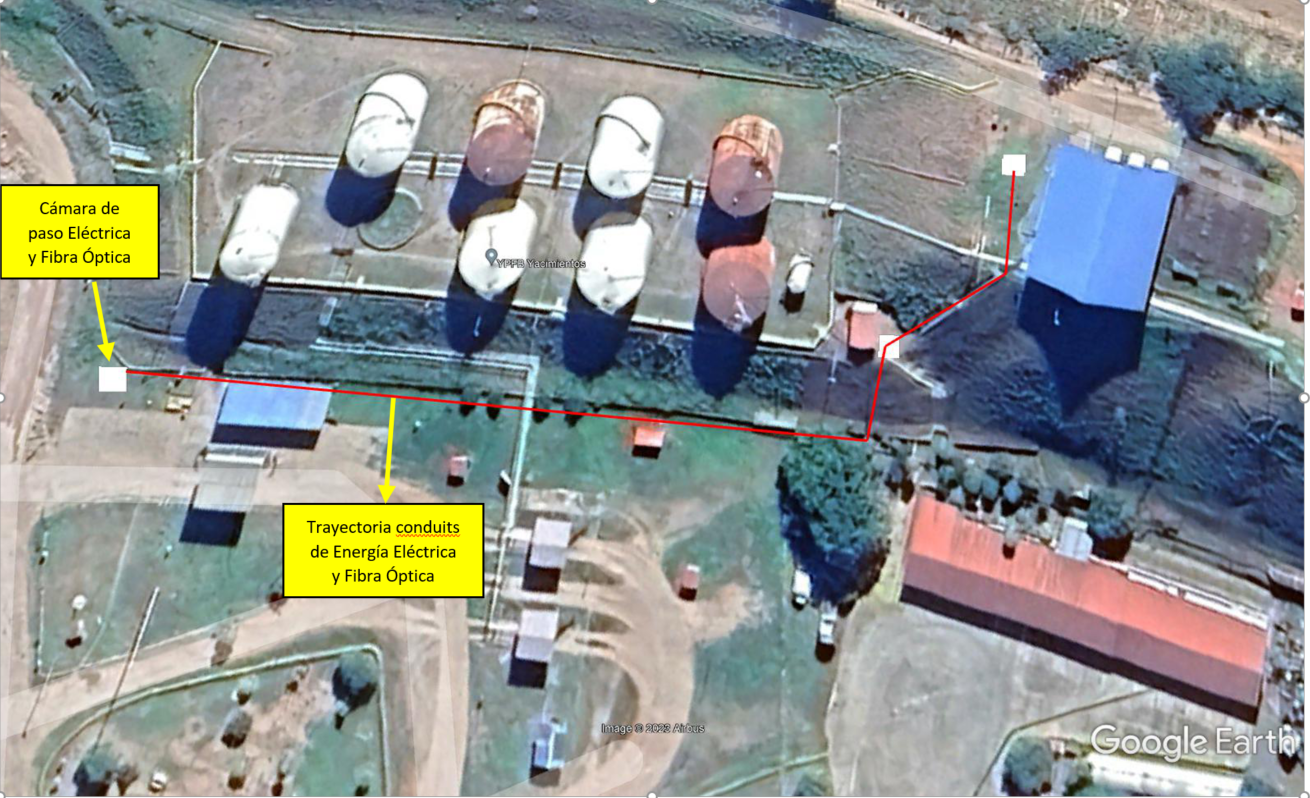 Cámara de
paso Eléctrica
y Fibra Óptica
YPFB Yacimientos
Trayectoria conduits
de Energía Eléctrica
y Fibra Óptica
Image © 2022 Airbus
Google Earth